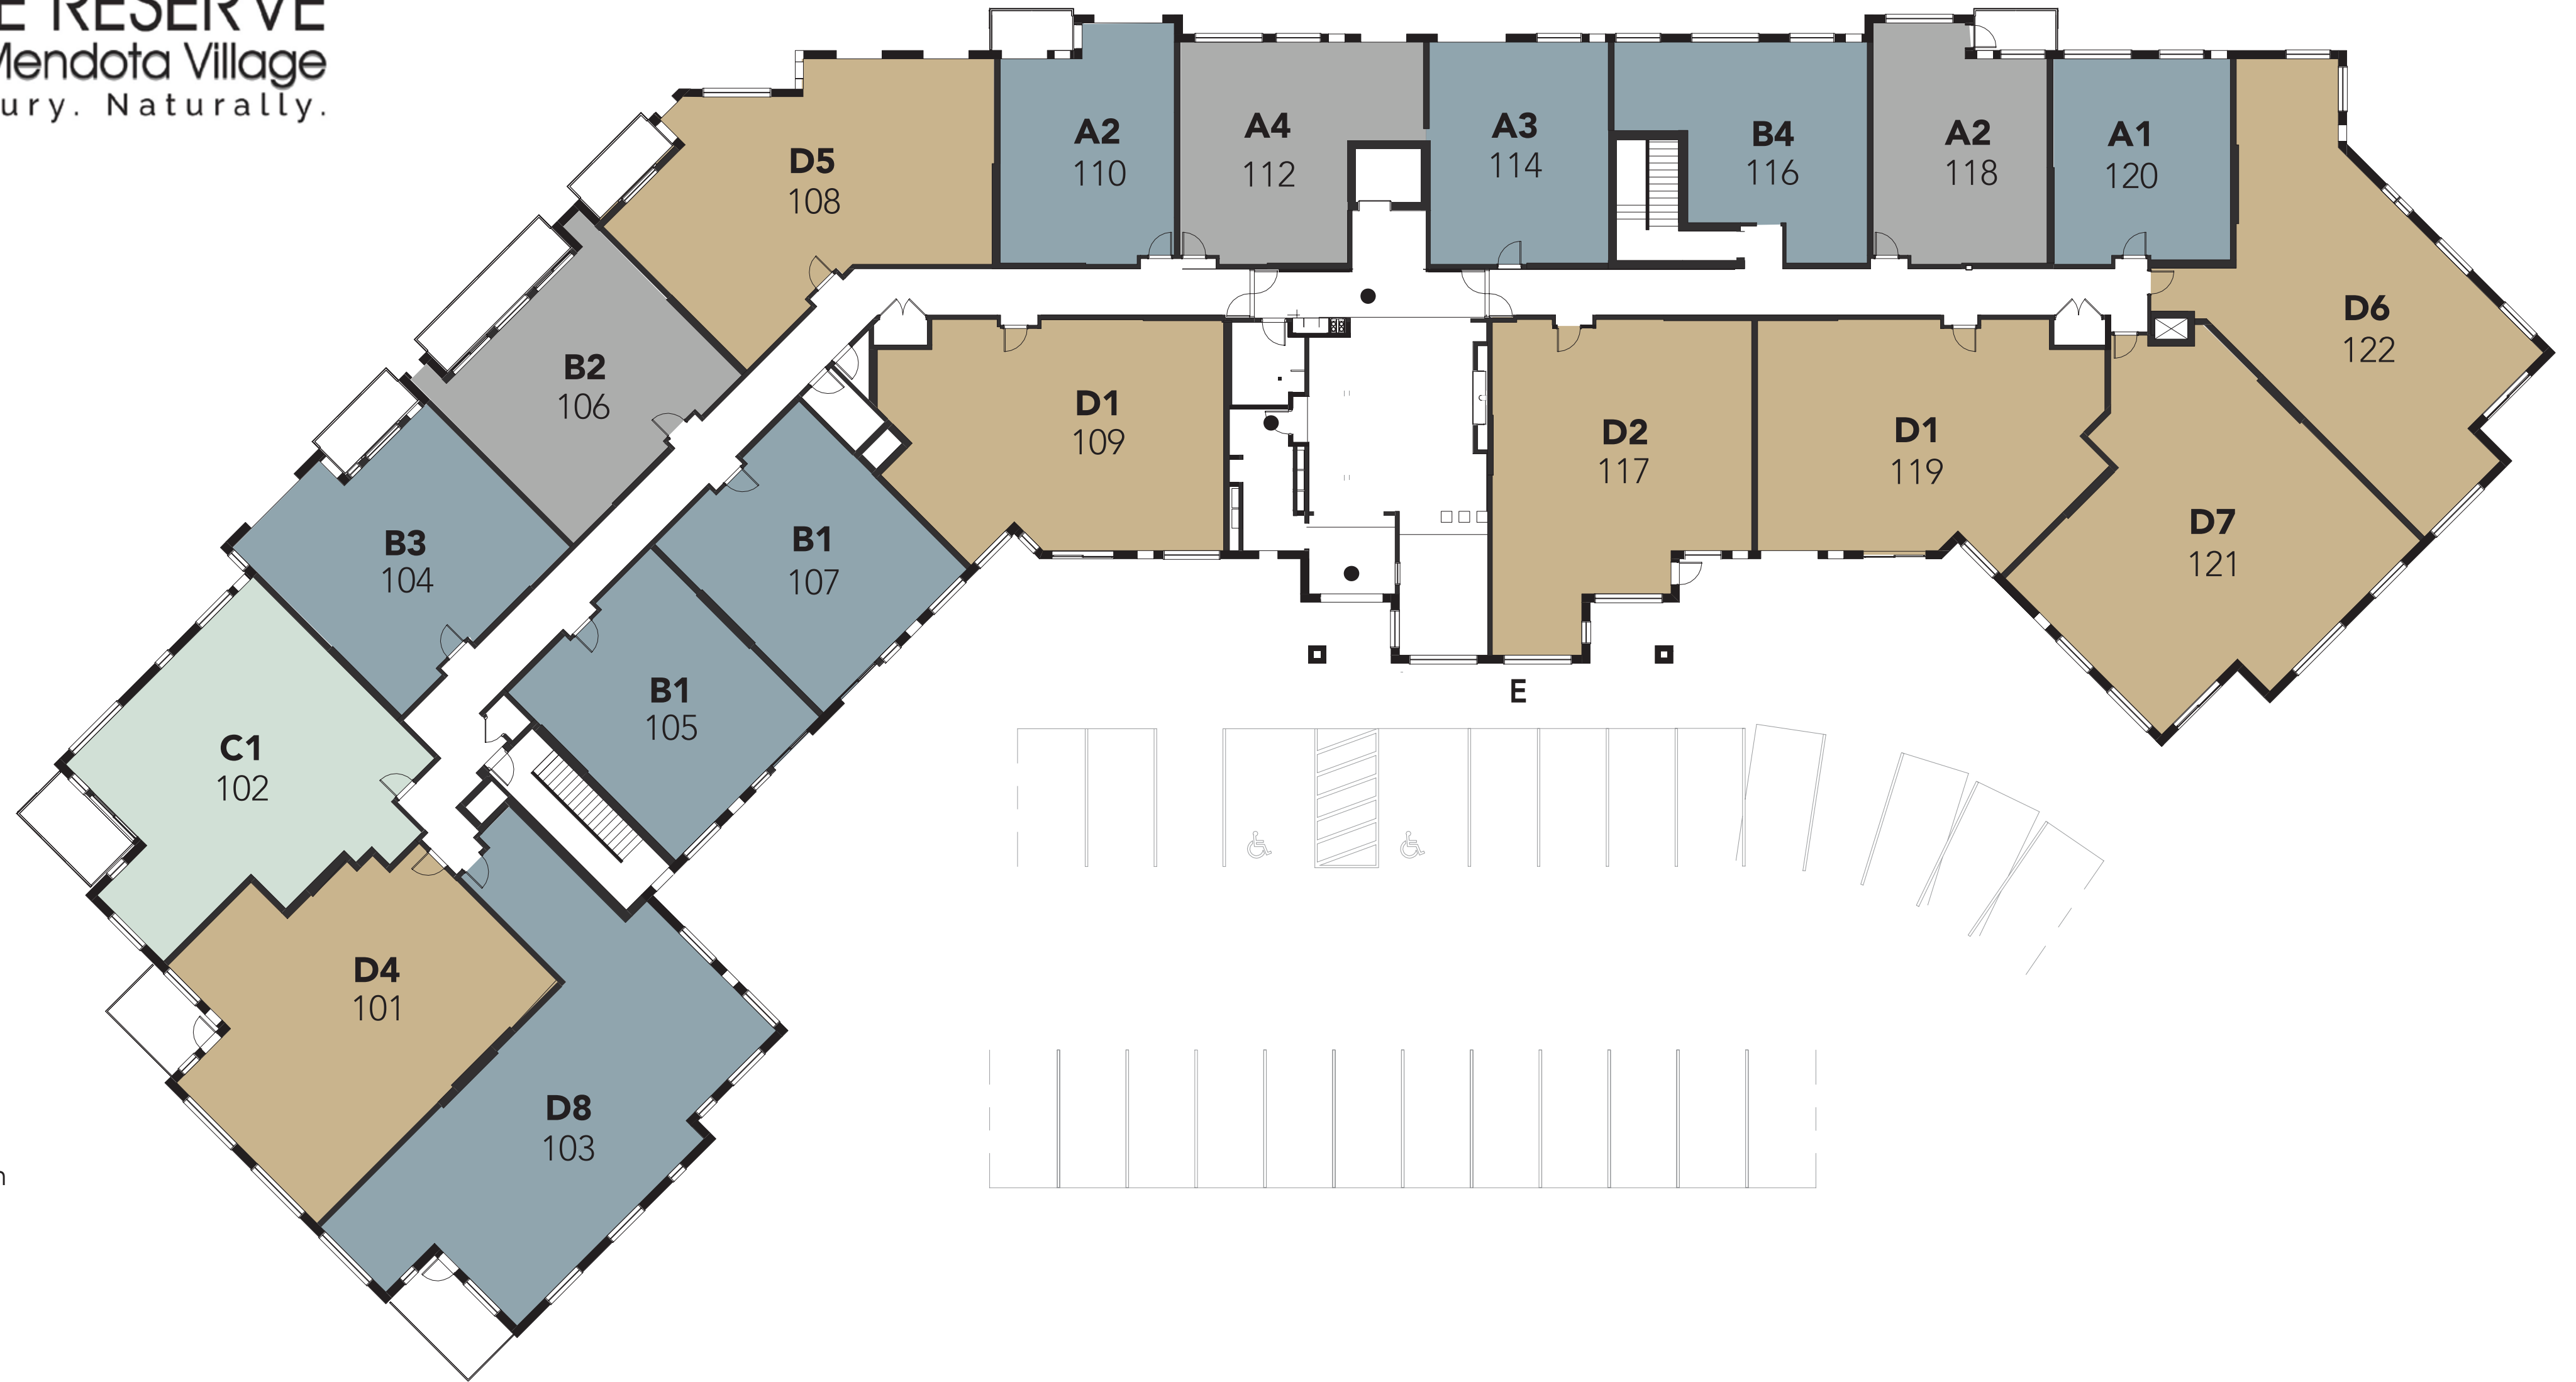 E RESERVE
Mendota Village
ury. Naturally.
D5
108
A2
110
A4
112
A3
114
B4
116
A2
118
A1
120
D6
122
B2
106
D1
109
D2
117
D1
119
D7
121
B3
104
B1
107
B1
105
E
C1
102
D4
101
D8
103